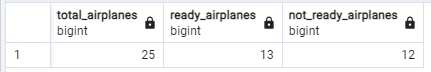 total_airplanes ready_airplanes not_ready_airplanes
bigint bigint bigint
1 25 13 12